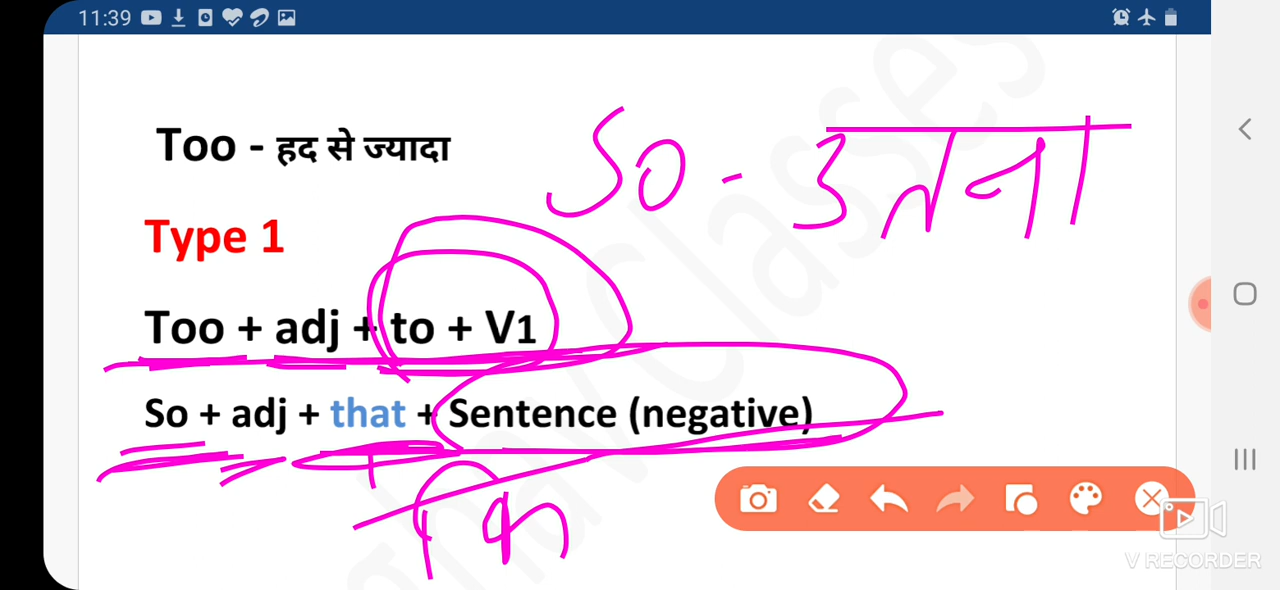 11:39
Too - हद से ज्यादा
So - उतना
Type 1
Too + adj + to + V1
So + adj + that + Sentence (negative)
कि
V RECORDER